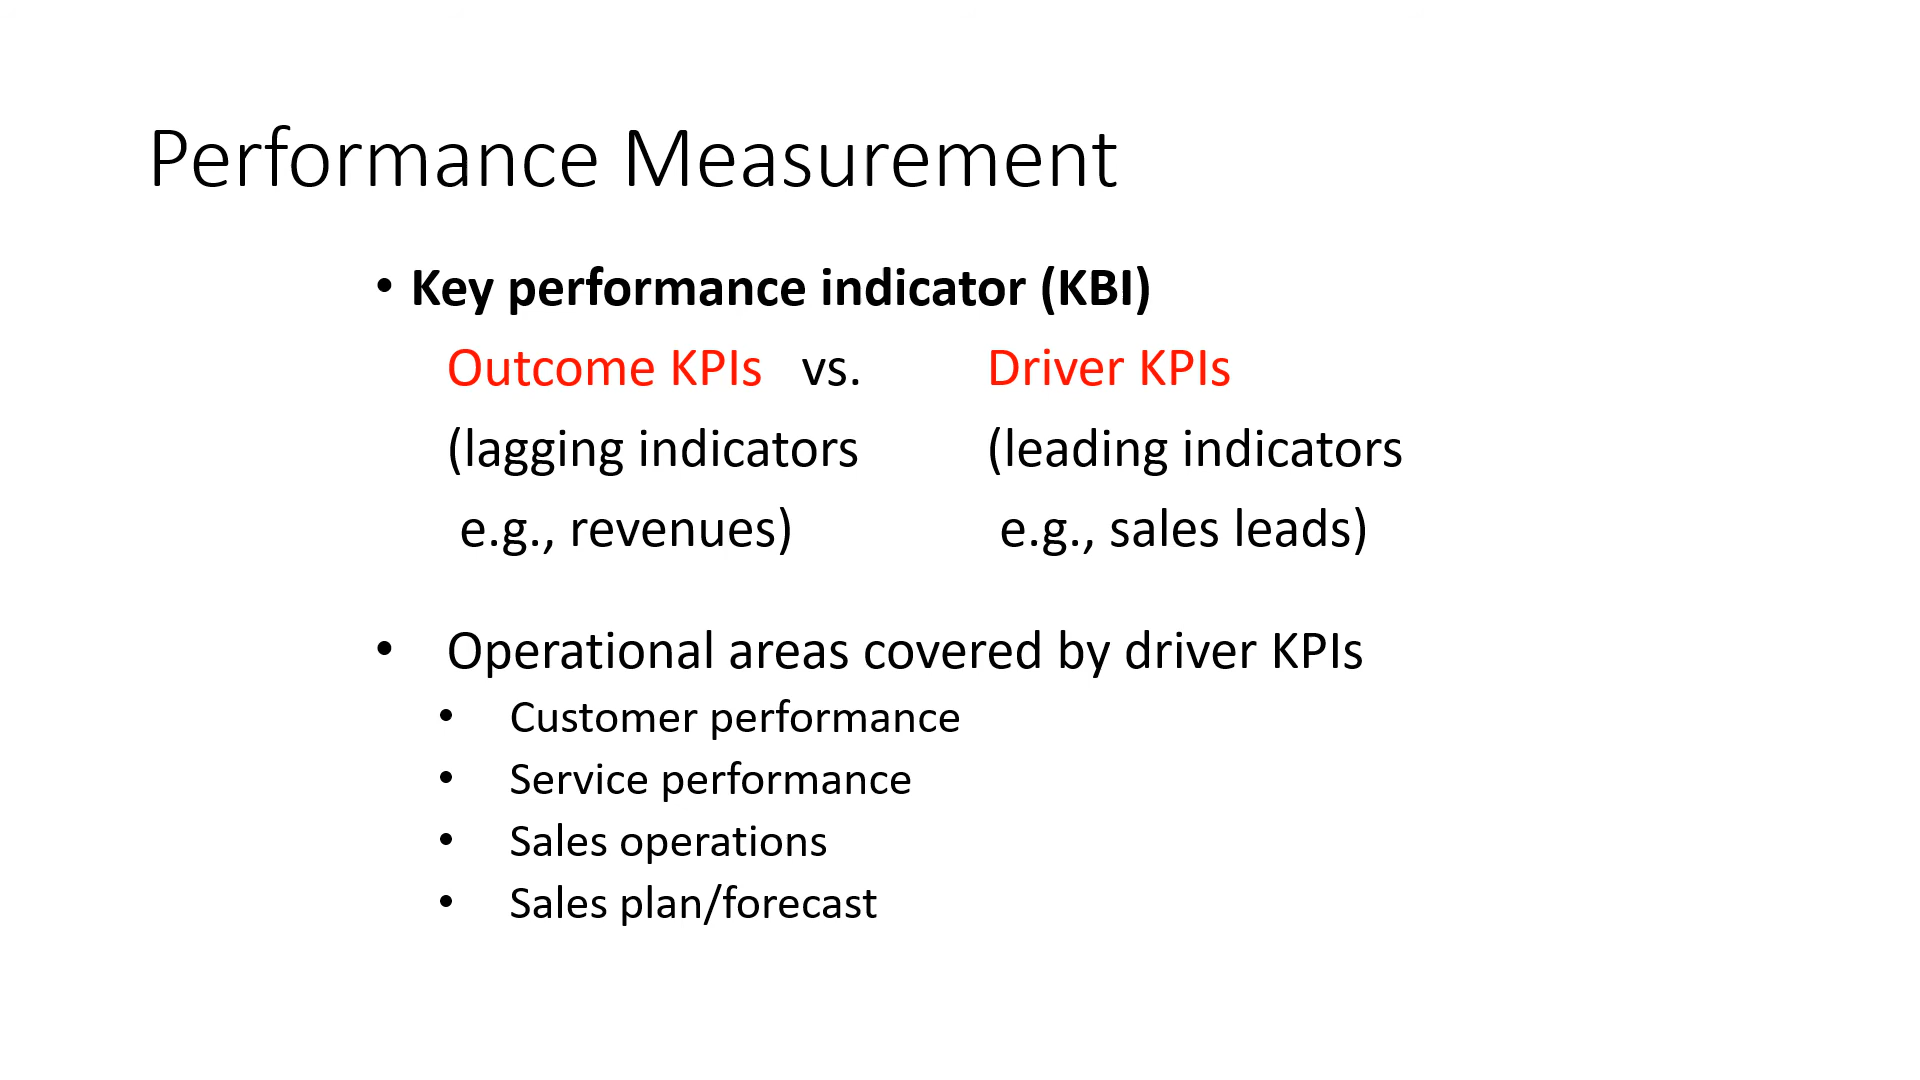 Performance Measurement
• Key performance indicator (KBI)
Outcome KPIs vs. Driver KPIs
(lagging indicators (leading indicators
e.g., revenues) e.g., sales leads)
• Operational areas covered by driver KPIs
• Customer performance
• Service performance
• Sales operations
• Sales plan/forecast